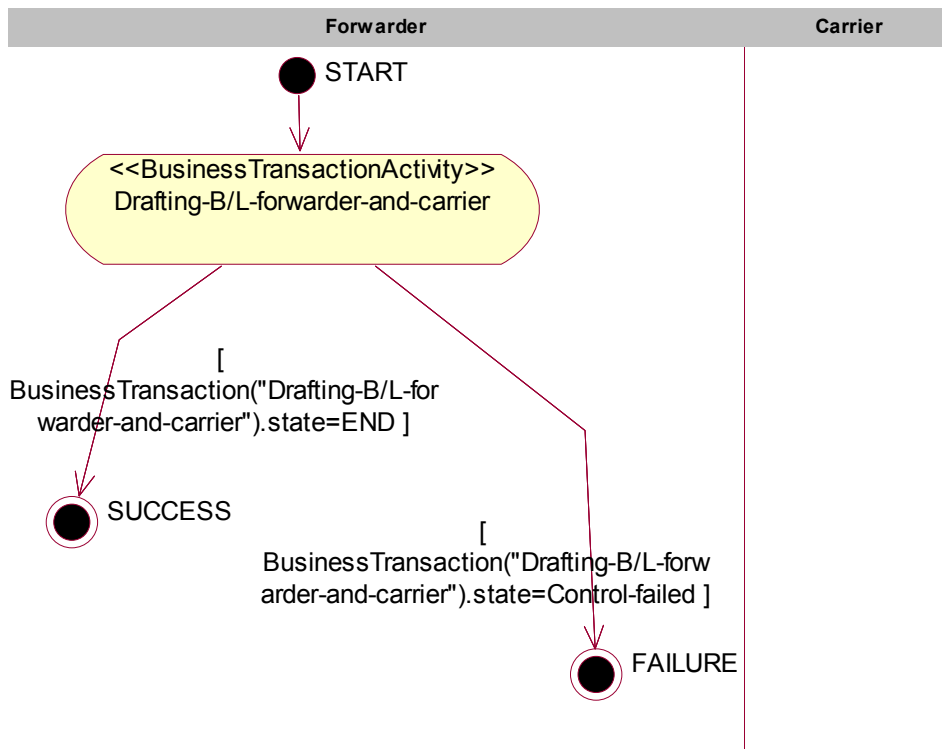 Forwarder
Carrier
START
<<BusinessTransactionActivity>>
Drafting-B/L-forwarder-and-carrier
[
BusinessTransaction("Drafting-B/L-for
warder-and-carrier").state=END ]
SUCCESS
[
BusinessTransaction("Drafting-B/L-forw
arder-and-carrier").state=Control-failed ]
FAILURE